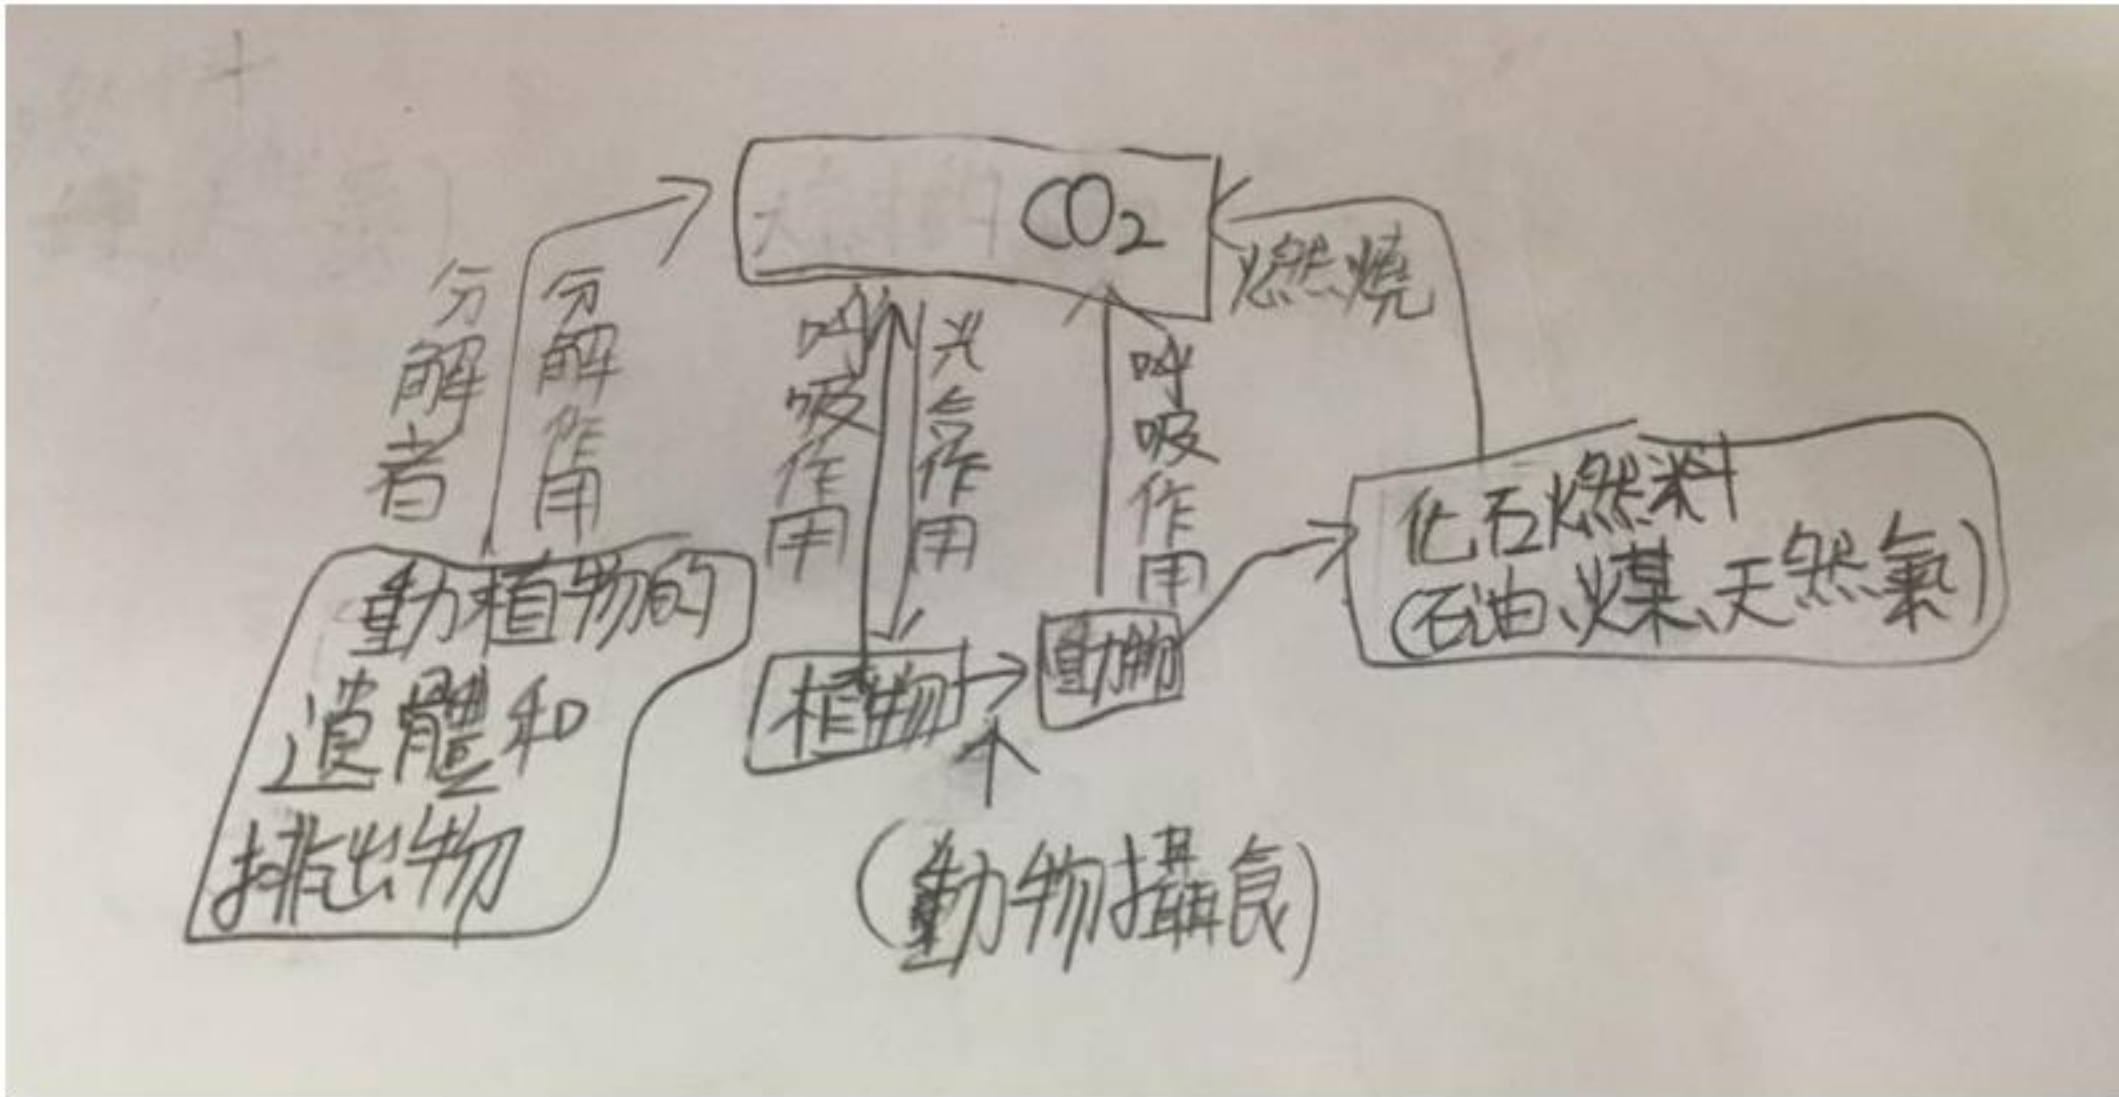 CO₂
燃燒
分解者
分解作用
呼吸作用
光合作用
呼吸作用
化石燃料
(石油、煤、天然氣)
動植物的
遺體和
排出物
植物
動物
(動物攝食)